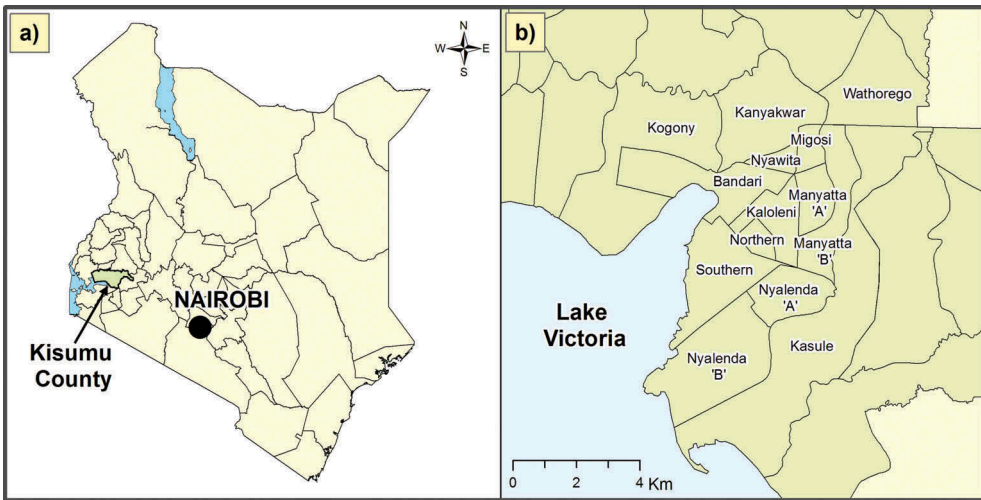 a)
N
W E
S
NAIROBI
Kisumu
County
b)
Wathorego
Kanyakwar
Kogony
Migosi
Nyawita
Bandari
Manyatta
'A'
Kaloleni
Northern
Manyatta
'B'
Southern
Nyalenda
'A'
Lake
Victoria
Kasule
Nyalenda
'B'
0 2 4 Km